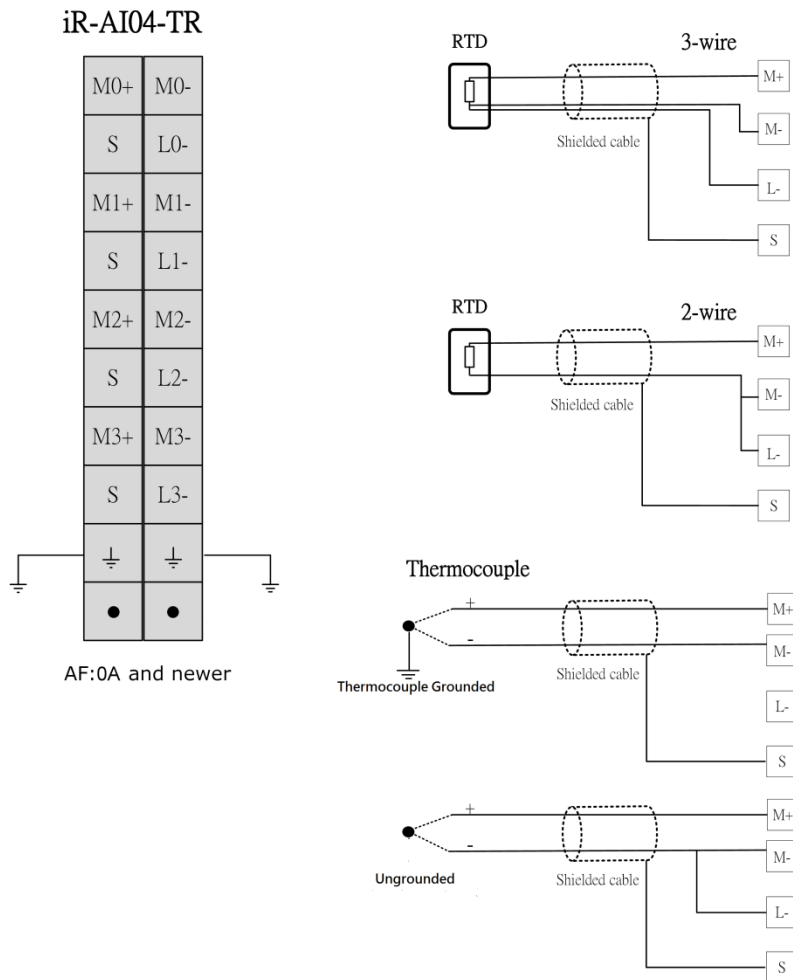 iR-AI04-TR
M0+ M0-
S L0-
M1+ M1-
S L1-
M2+ M2-
S L2-
M3+ M3-
S L3-
AF:0A and newer
RTD
3-wire
M+
M-
Shielded cable
L-
S
RTD
2-wire
M+
M-
Shielded cable
L-
S
Thermocouple
+
M+
-
M-
Shielded cable
Thermocouple Grounded
L-
S
+
M+
-
M-
Ungrounded
Shielded cable
L-
S